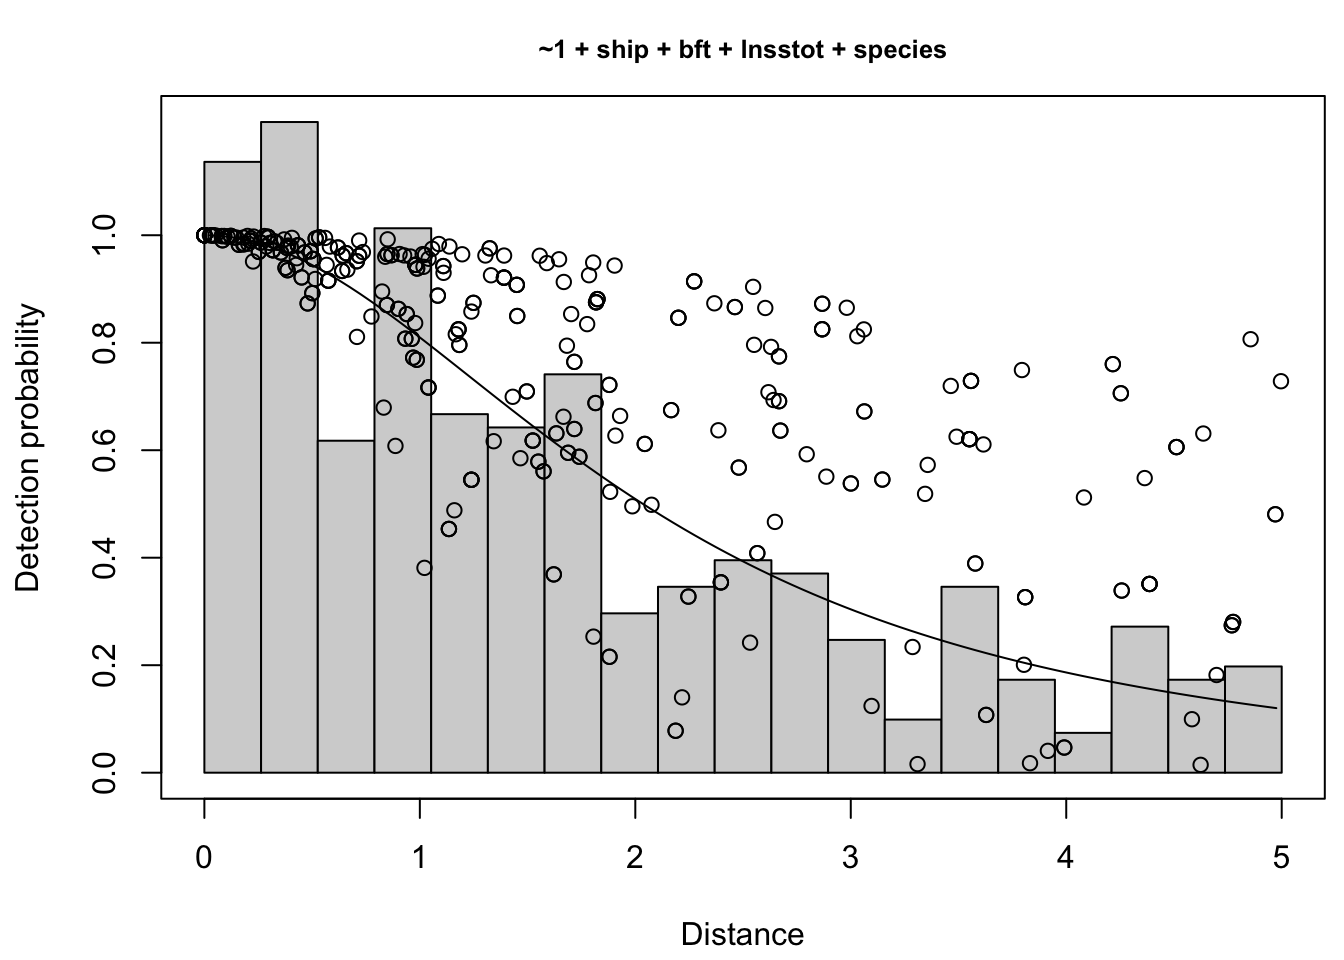 ~1 + ship + bft + lnsstot + species
Detection probability
1.0
0.8
0.6
0.4
0.2
0.0
0 1 2 3 4 5
Distance